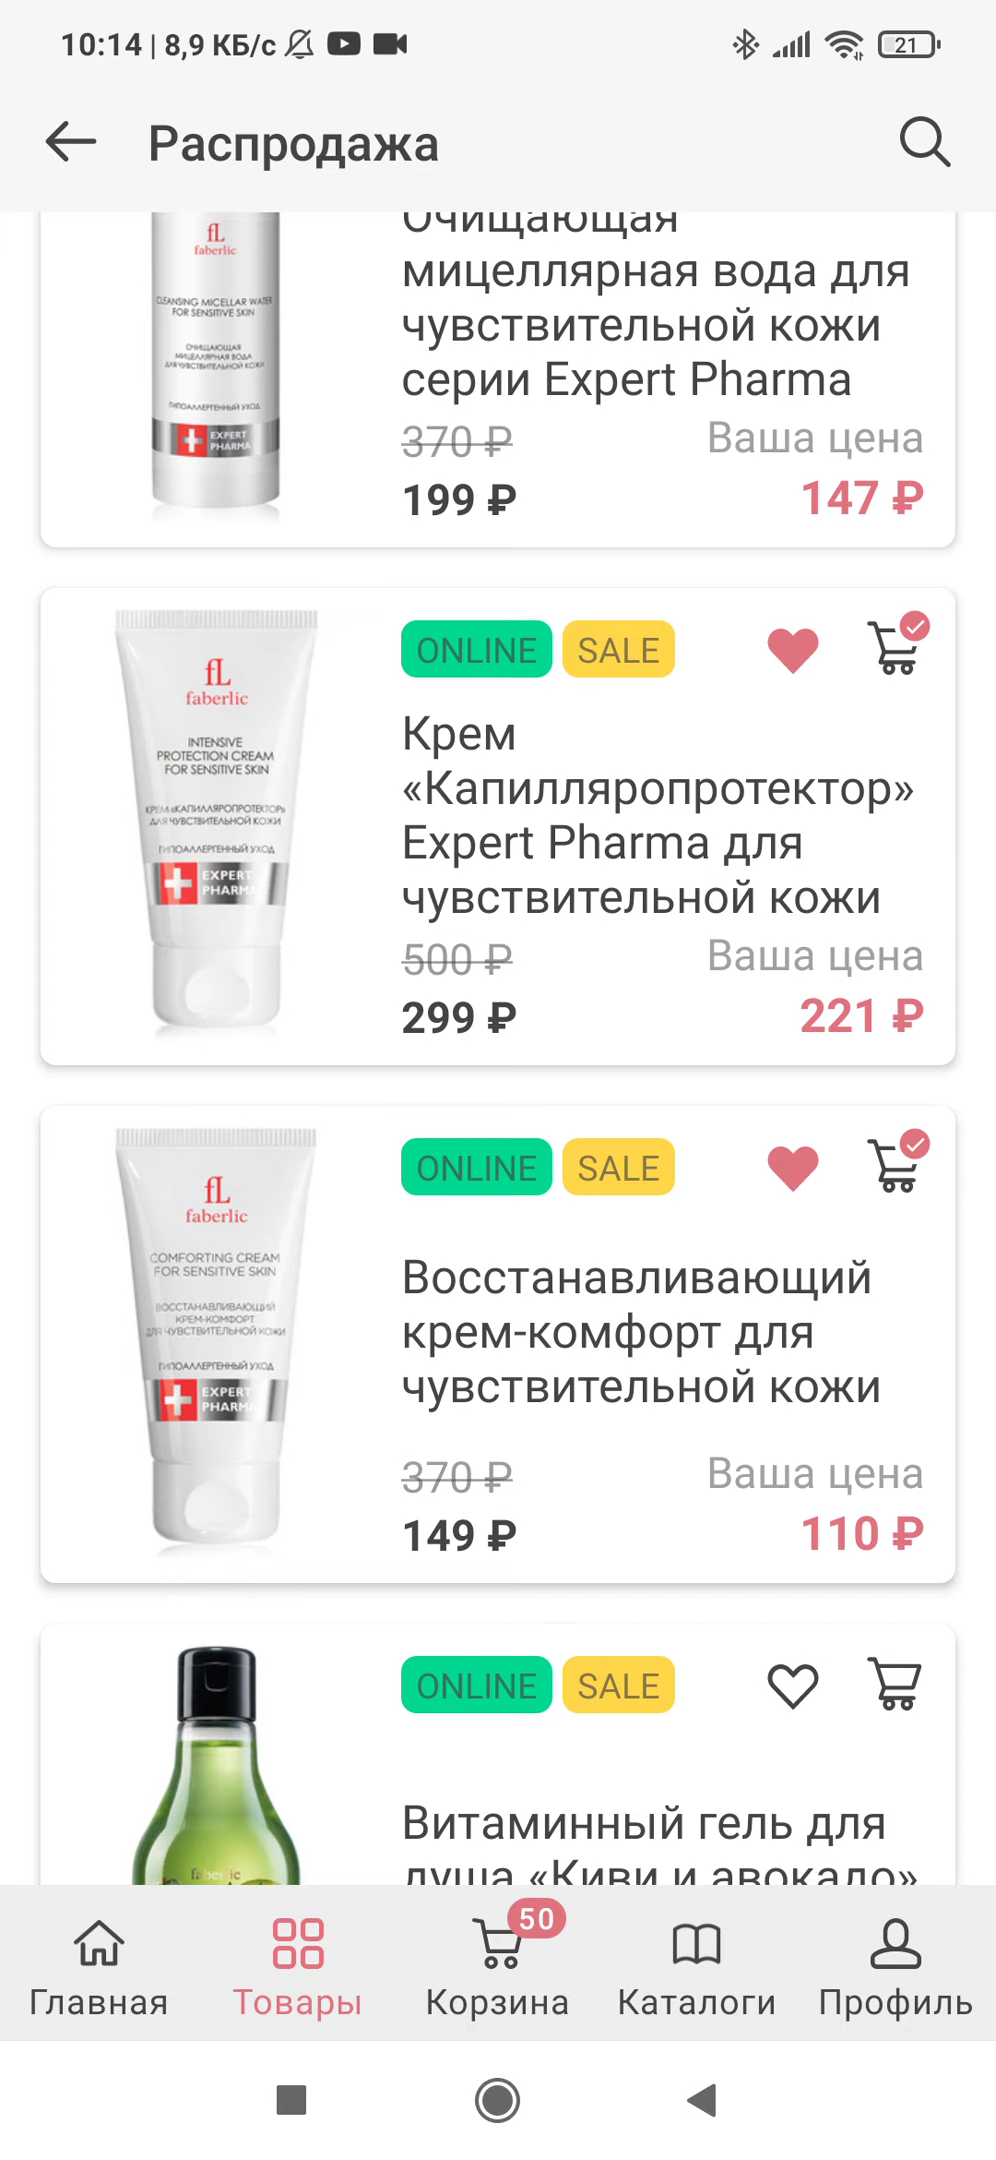 10:14 | 8,9 КБ/с
21
Распродажа
Очищающая
мицеллярная вода для
чувствительной кожи
серии Expert Pharma
370 ₽
Ваша цена
199 ₽
147 ₽
fL
faberlic
CLEANSING MICELLAR WATER
FOR SENSITIVE SKIN
ОЧИЩАЮЩАЯ
МИЦЕЛЛЯРНАЯ ВОДА
ДЛЯ ЧУВСТВИТЕЛЬНОЙ КОЖИ
ГИПОАЛЛЕРГЕННЫЙ УХОД
EXPERT
PHARMA
ONLINE SALE
Крем
«Капилляропротектор»
Expert Pharma для
чувствительной кожи
500 ₽
Ваша цена
299 ₽
221 ₽
fL
faberlic
INTENSIVE
PROTECTION CREAM
FOR SENSITIVE SKIN
КРЕМ «КАПИЛЛЯРОПРОТЕКТОР»
ДЛЯ ЧУВСТВИТЕЛЬНОЙ КОЖИ
ГИПОАЛЛЕРГЕННЫЙ УХОД
EXPERT
PHARMA
ONLINE SALE
Восстанавливающий
крем-комфорт для
чувствительной кожи
370 ₽
Ваша цена
149 ₽
110 ₽
fL
faberlic
COMFORTING CREAM
FOR SENSITIVE SKIN
ВОССТАНАВЛИВАЮЩИЙ
КРЕМ-КОМФОРТ
ДЛЯ ЧУВСТВИТЕЛЬНОЙ КОЖИ
ГИПОАЛЛЕРГЕННЫЙ УХОД
EXPERT
PHARMA
ONLINE SALE
Витаминный гель для
душа «Киви и авокадо»
faberlic
50
Главная
Товары
Корзина
Каталоги
Профиль